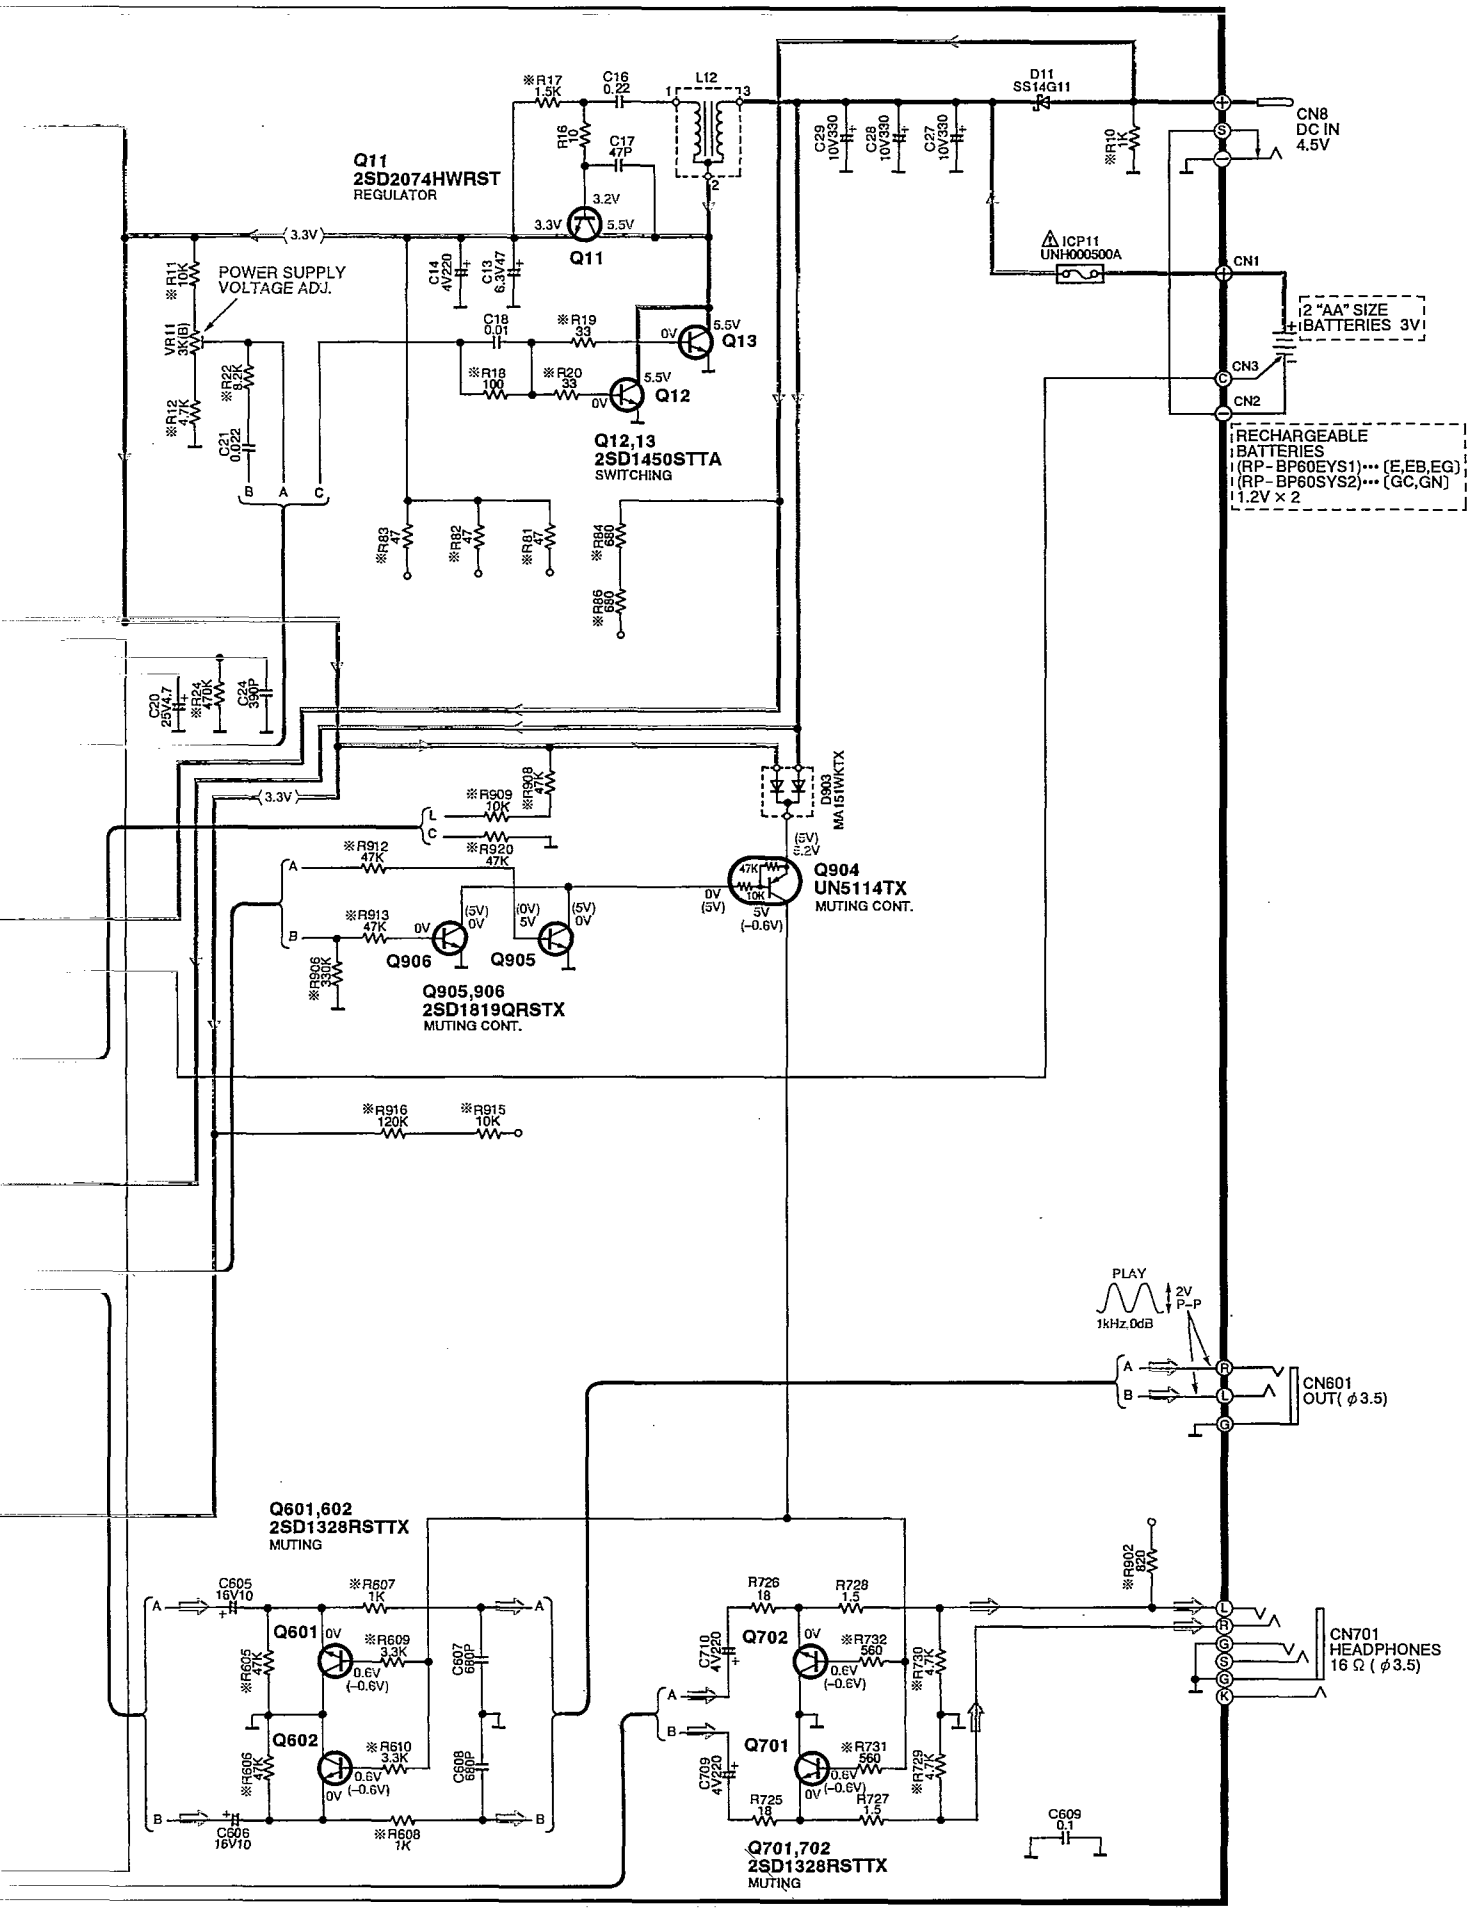 ※R17
1.5K
C16
0.22
L12
1
3
2
R16
10
C17
47P
D11
SS14G11
CN8
DC IN
4.5V
+
S
−
C29
10V330
C28
10V330
C27
10V330
※R10
1K
Q11
2SD2074HWRST
REGULATOR
3.2V
3.3V
5.5V
Q11
(3.3V)
⚠ICP11
UNH000500A
CN1
+
2 "AA" SIZE
BATTERIES 3V
※R11
10K
POWER SUPPLY
VOLTAGE ADJ.
VR11
3K(B)
※R12
4.7K
※R22
8.2K
C21
0.022
C14
4V220
C13
6.3V47
C18
0.01
※R19
33
0V
5.5V
Q13
※R18
100
※R20
33
5.5V
0V
Q12
CN3
C
CN2
−
Q12,13
2SD1450STTA
SWITCHING
RECHARGEABLE
BATTERIES
(RP-BP60EYS1)••• [E,EB,EG]
(RP-BP60SYS2)••• [GC,GN]
1.2V × 2
B A C
※R83
47
※R82
47
※R81
47
※R84
680
※R86
680
C20
25V4.7
※R24
470K
C24
390P
(3.3V)
※R908
47K
※R909
10K
L
C
※R920
47K
D903
MA151WKTX
(5V)
5.2V
※R912
47K
A
47K
10K
Q904
UN5114TX
MUTING CONT.
0V
(5V)
5V
(−0.6V)
※R913
47K
B
0V
(5V)
0V
(0V)
5V
(5V)
0V
Q906
Q905
※R906
330K
Q905,906
2SD1819QRSTX
MUTING CONT.
※R916
120K
※R915
10K
PLAY
2V
P-P
1kHz,0dB
A
B
R
L
G
CN601
OUT( φ3.5)
Q601,602
2SD1328RSTTX
MUTING
C605
16V10
※R607
1K
A
A
Q601
0V
※R609
3.3K
0.6V
(−0.6V)
※R605
47K
C607
680P
Q602
※R610
3.3K
0.6V
(−0.6V)
0V
※R606
47K
C608
680P
B
B
C606
16V10
※R608
1K
R726
18
R728
1.5
C710
4V220
Q702
0V
※R732
560
0.6V
(−0.6V)
※R730
4.7K
A
B
Q701
※R731
560
0.6V
(−0.6V)
0V
※R729
4.7K
C709
4V220
R725
18
R727
1.5
Q701,702
2SD1328RSTTX
MUTING
※R902
820
L
R
G
S
G
K
CN701
HEADPHONES
16 Ω ( φ3.5)
C609
0.1